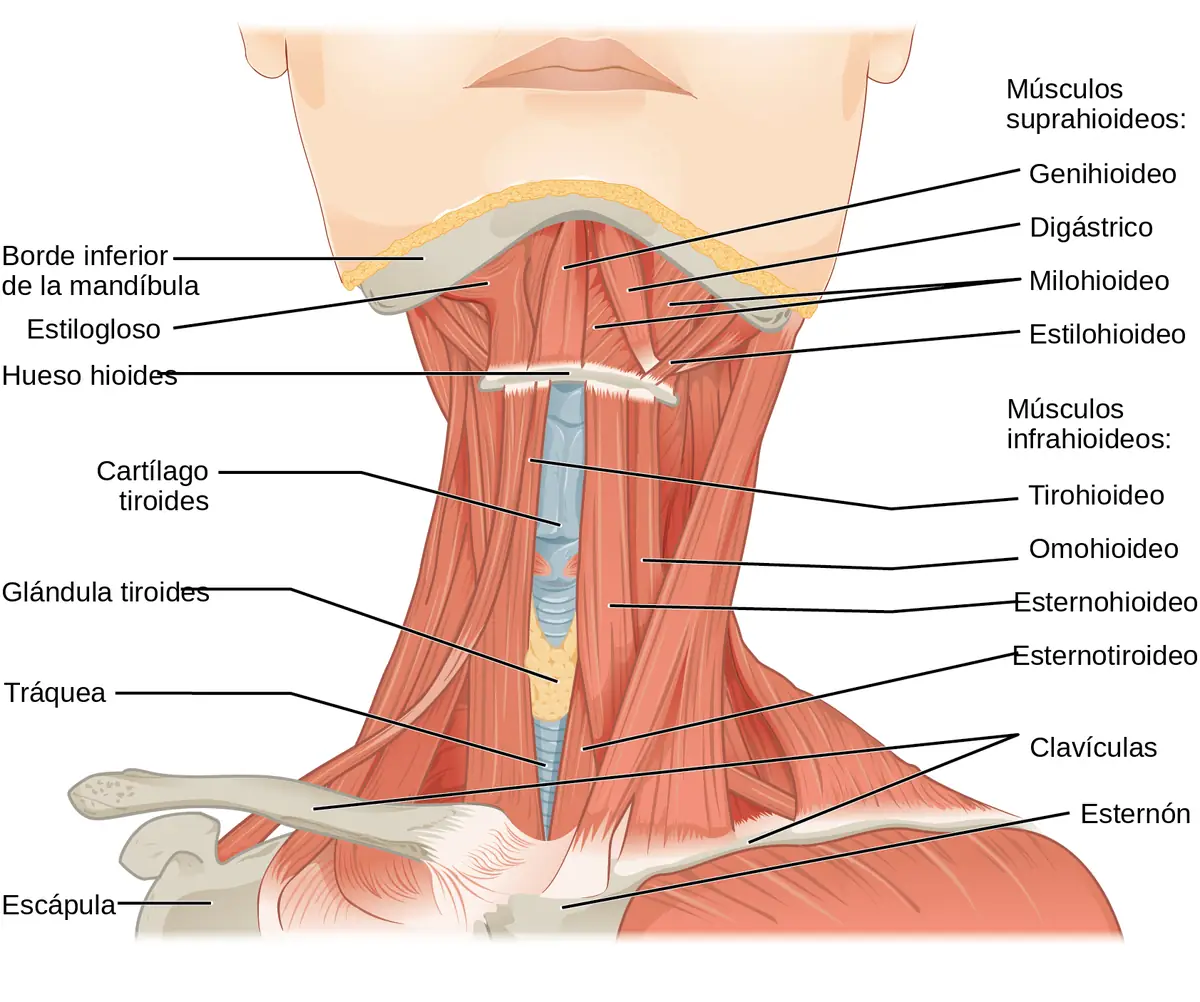 Borde inferior
de la mandíbula
Estilogloso
Hueso hioides
Cartílago
tiroides
Glándula tiroides
Tráquea
Escápula
Músculos
suprahioideos:
Genihioideo
Digástrico
Milohioideo
Estilohioideo
Músculos
infrahioideos:
Tirohioideo
Omohioideo
Esternohioideo
Esternotiroideo
Clavículas
Esternón